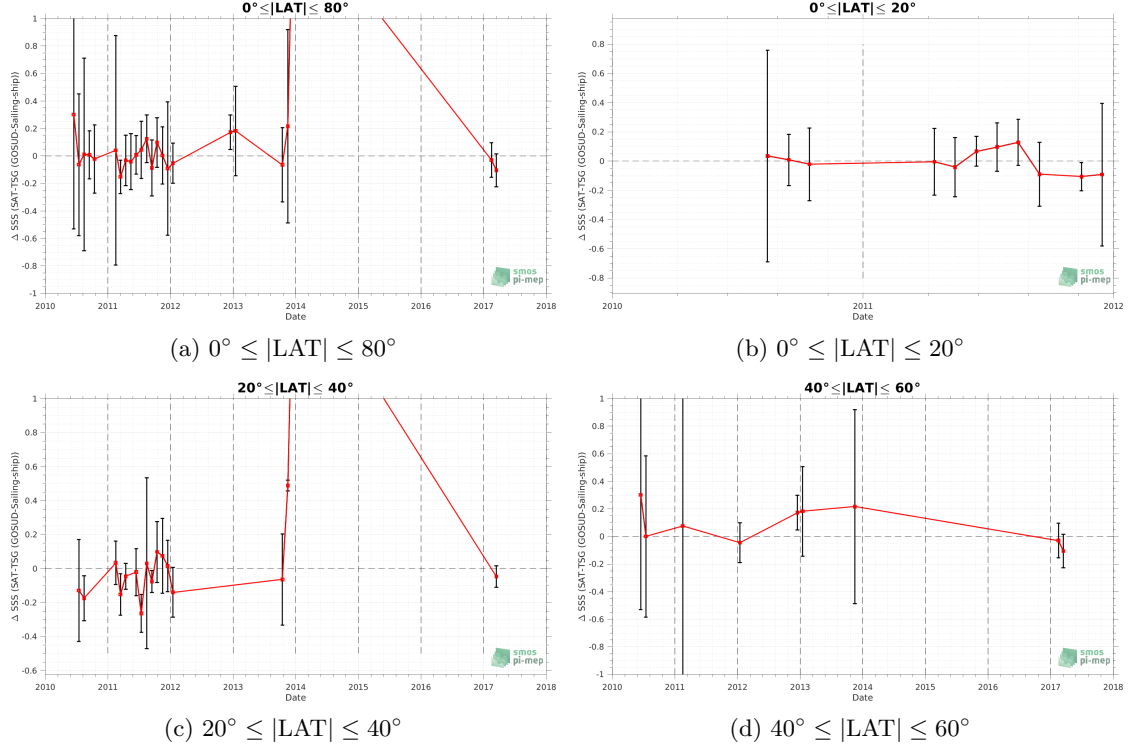 0°≤|LAT|≤ 80°
Δ SSS (SAT-TSG (GOSUD-Sailing-ship))
1
0.8
0.6
0.4
0.2
0
-0.2
-0.4
-0.6
-0.8
-1
2010 2011 2012 2013 2014 2015 2016 2017 2018
Date
smos
pi-mep
(a) 0° ≤ |LAT| ≤ 80°
0°≤|LAT|≤ 20°
Δ SSS (SAT-TSG (GOSUD-Sailing-ship))
0.8
0.6
0.4
0.2
0
-0.2
-0.4
-0.6
-0.8
2010 2011 2012
Date
smos
pi-mep
(b) 0° ≤ |LAT| ≤ 20°
20°≤|LAT|≤ 40°
Δ SSS (SAT-TSG (GOSUD-Sailing-ship))
1
0.8
0.6
0.4
0.2
0
-0.2
-0.4
-0.6
2010 2011 2012 2013 2014 2015 2016 2017 2018
Date
smos
pi-mep
(c) 20° ≤ |LAT| ≤ 40°
40°≤|LAT|≤ 60°
Δ SSS (SAT-TSG (GOSUD-Sailing-ship))
1
0.8
0.6
0.4
0.2
0
-0.2
-0.4
-0.6
-0.8
-1
2010 2011 2012 2013 2014 2015 2016 2017 2018
Date
smos
pi-mep
(d) 40° ≤ |LAT| ≤ 60°